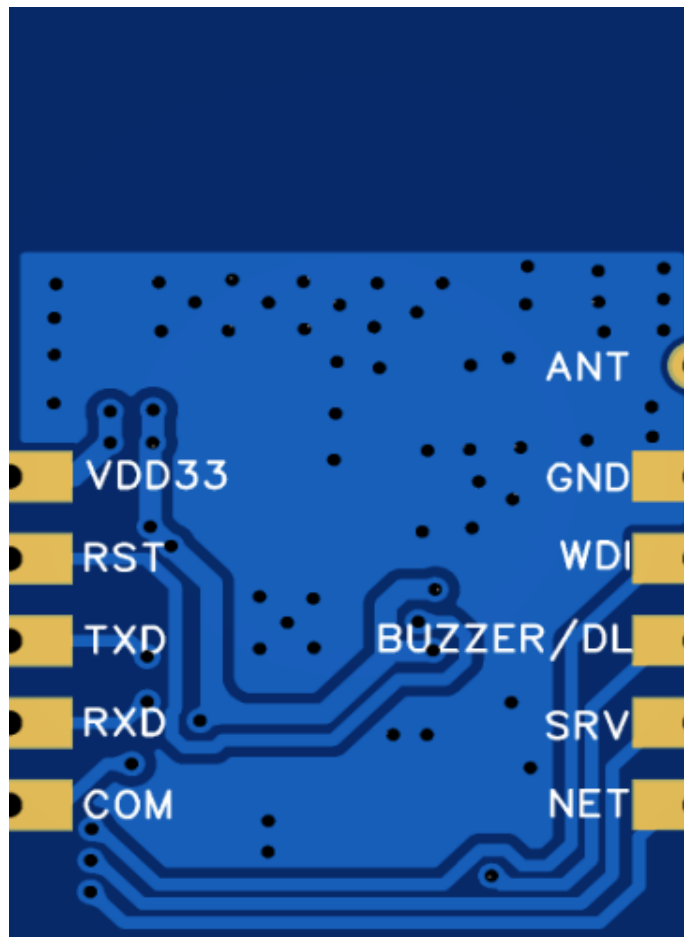 ANT
VDD33 GND
RST WDI
TXD BUZZER/DL
RXD SRV
COM NET